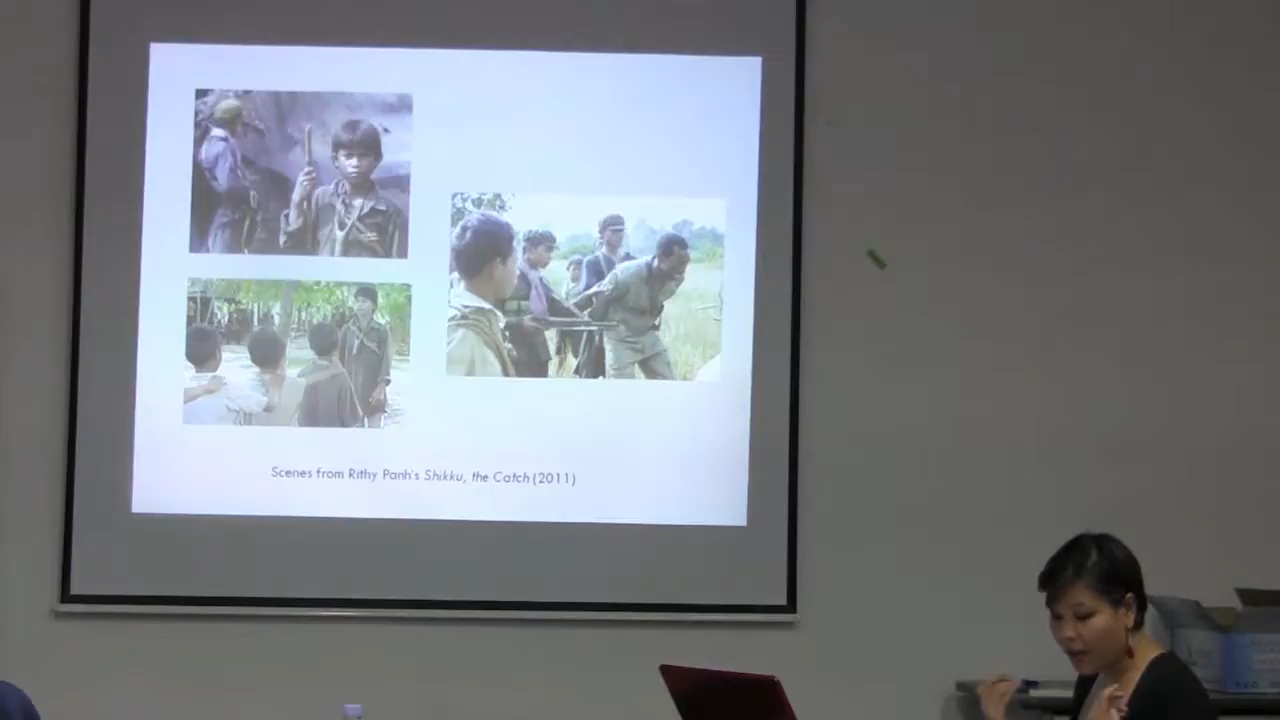 Scenes from Rithy Panh's Shikku, the Catch (2011)